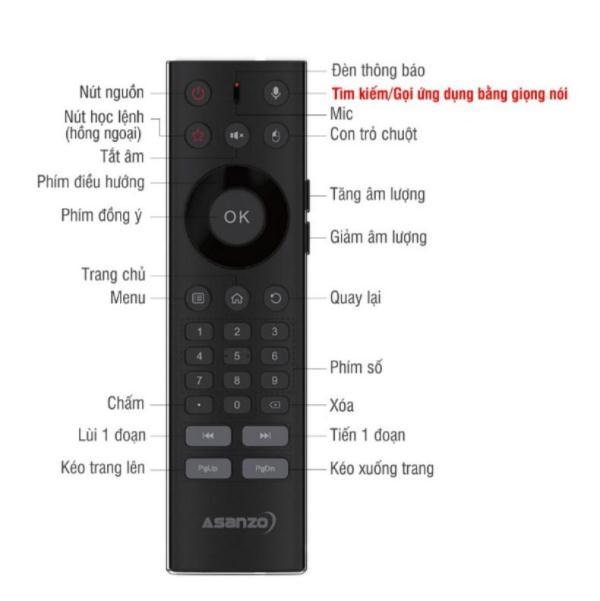 Đèn thông báo
Nút nguồn
Tìm kiếm/Gọi ứng dụng bằng giọng nói
Mic
Nút học lệnh
(hồng ngoại)
Con trỏ chuột
Tắt âm
Phím điều hướng
Tăng âm lượng
Phím đồng ý
OK
Giảm âm lượng
Trang chủ
Menu
Quay lại
1 2 3
4 5 6
7 8 9
Phím số
Chấm
. 0
Xóa
Lùi 1 đoạn
Tiến 1 đoạn
Kéo trang lên
PgUp PgDn
Kéo xuống trang
ASANZO